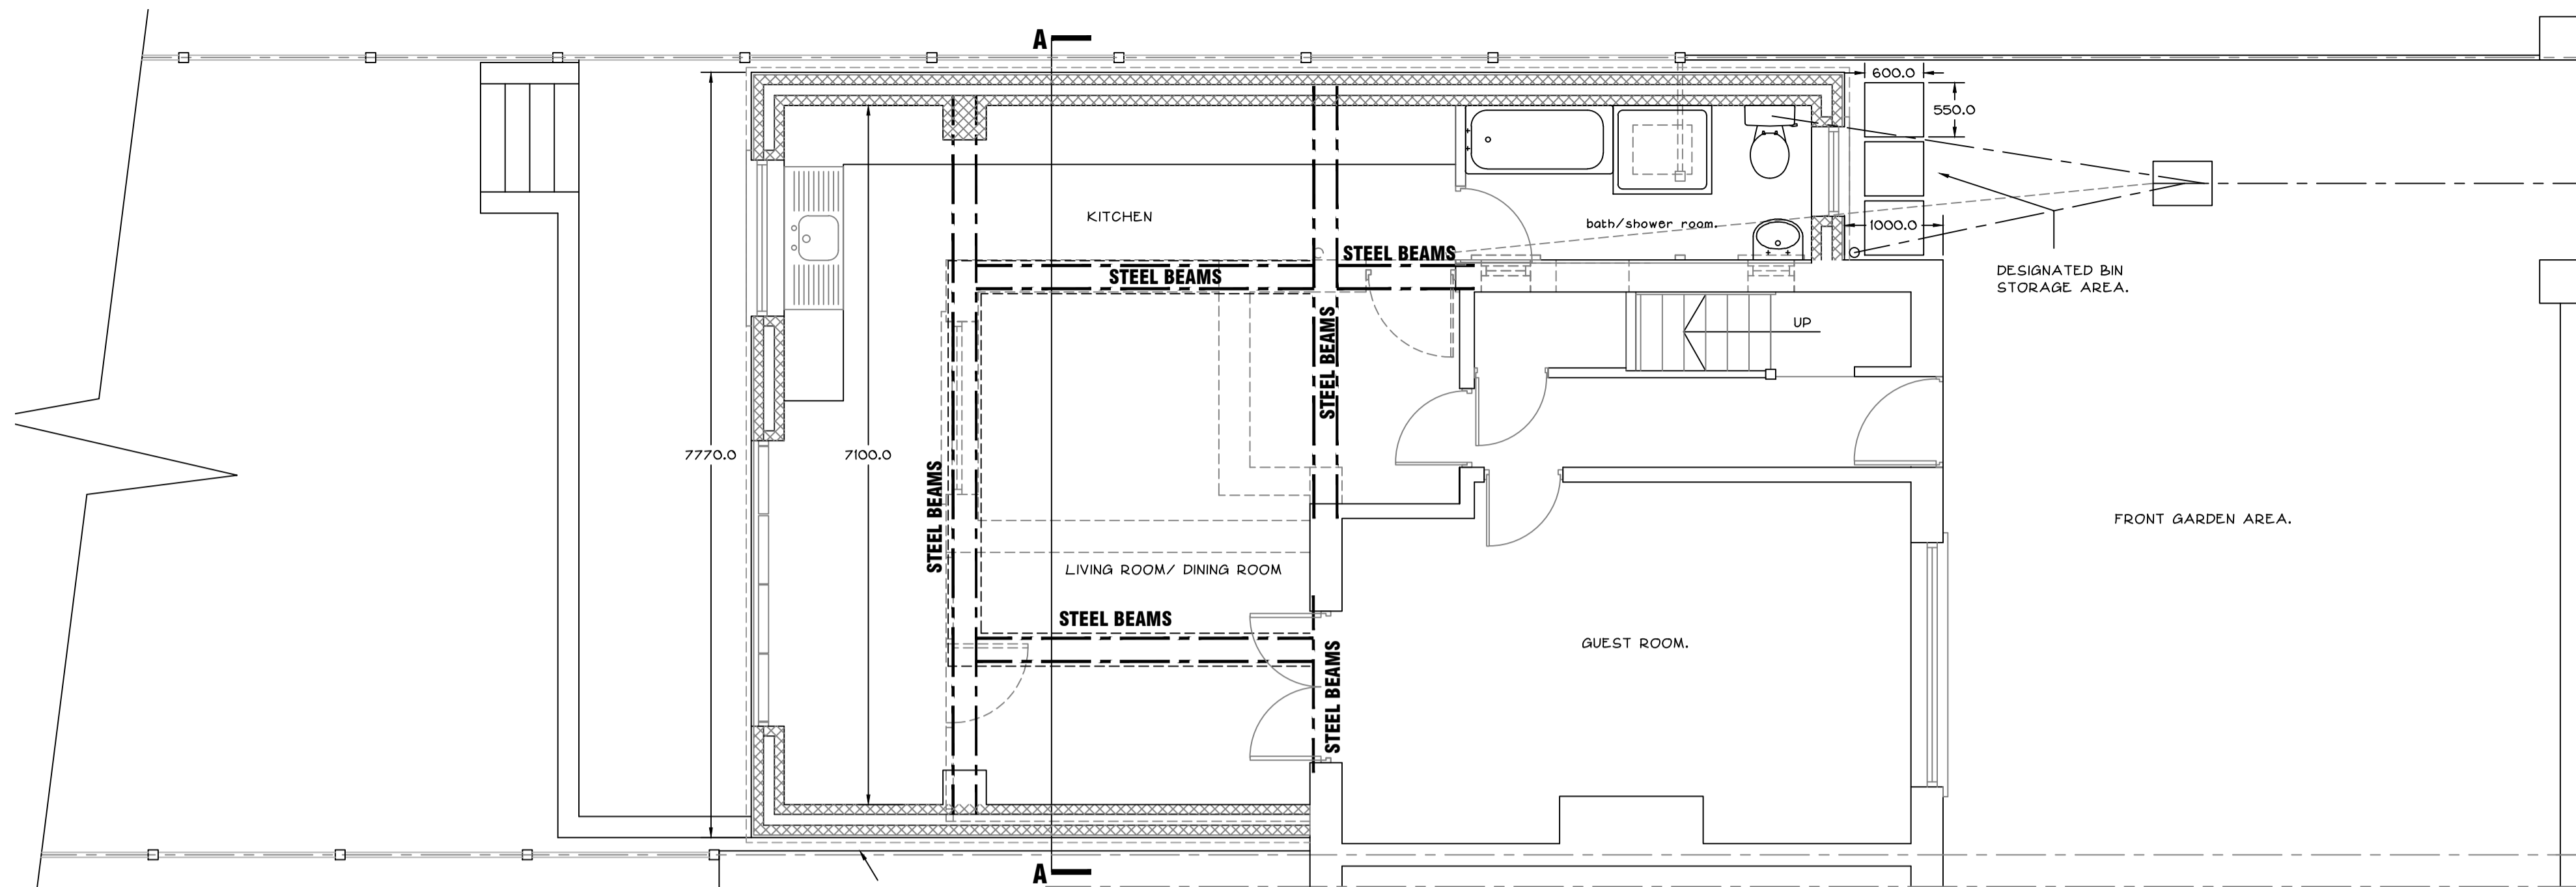 A
600.0
550.0
KITCHEN
bath/shower room.
1000.0
STEEL BEAMS
STEEL BEAMS
DESIGNATED BIN
STORAGE AREA.
UP
STEEL BEAMS
7770.0
7100.0
STEEL BEAMS
FRONT GARDEN AREA.
LIVING ROOM/ DINING ROOM
STEEL BEAMS
GUEST ROOM.
STEEL BEAMS
A